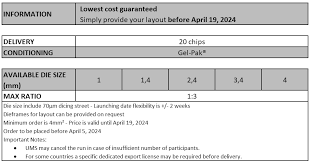 INFORMATION
Lowest cost guaranteed
Simply provide your layout before April 19, 2024
DELIVERY 20 chips
CONDITIONING Gel-Pak®
AVAILABLE DIE SIZE (mm) 1 1,4 2 2,4 3 3,4 4
MAX RATIO 1:3
Die size include 70µm dicing street - Launching date flexibility is +/- 2 weeks
Dieframes for layout can be provided on request
Minimum order is 4mm² - Price is valid until April 19, 2024
Order to be placed before April 5, 2024
Important Notes:
• UMS may cancel the run in case of insufficient number of participants.
• For some countries a specific dedicated export license may be required before delivery.